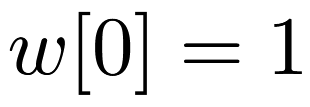 w[0] = 1